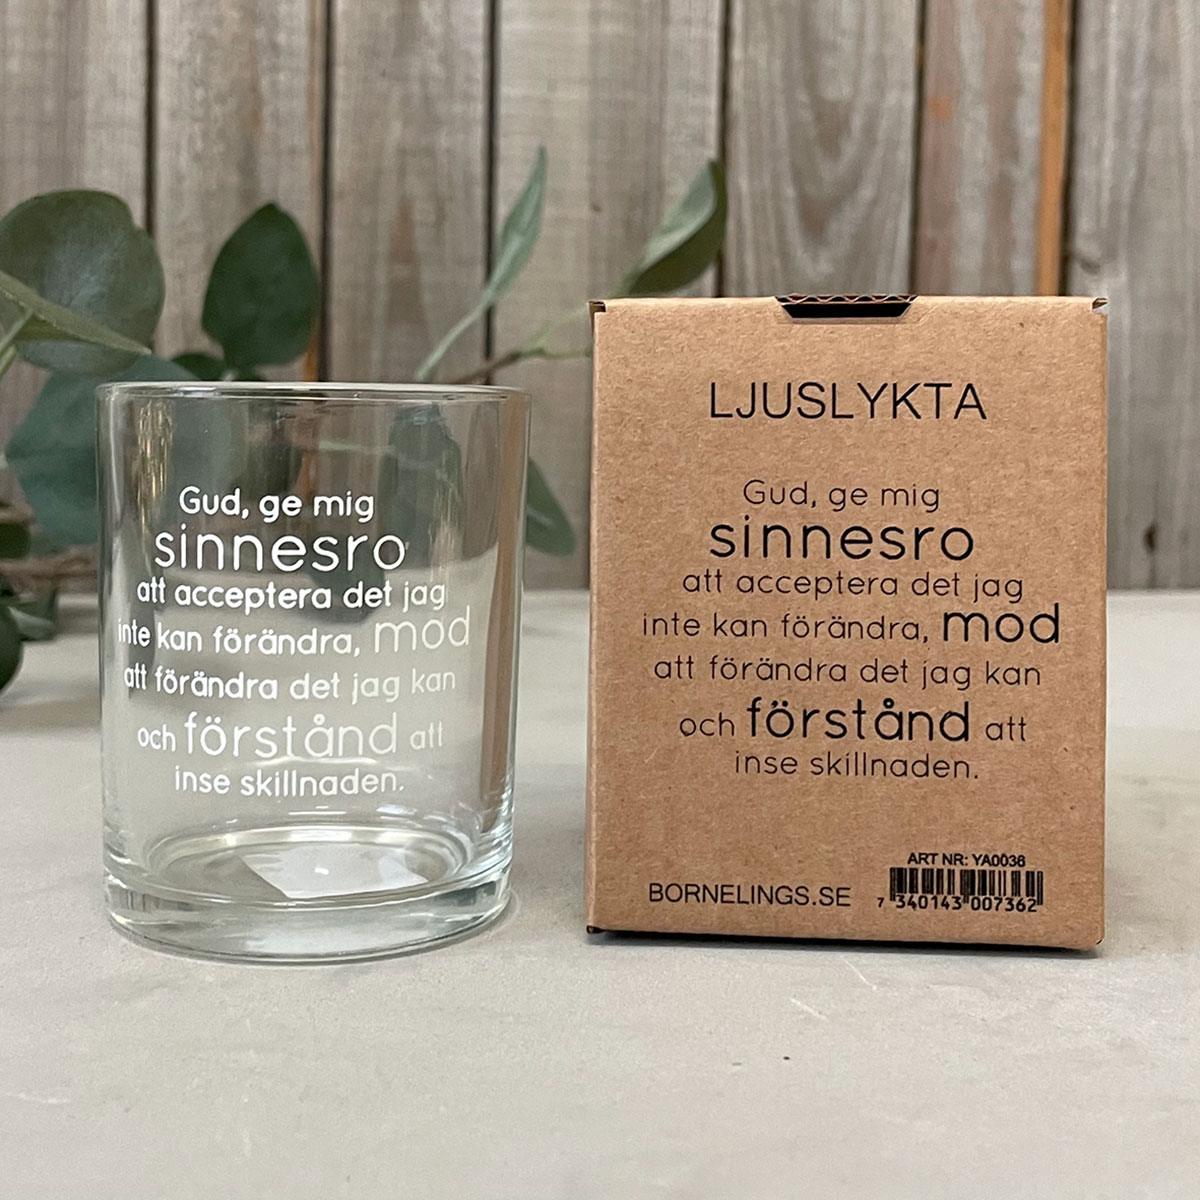 Gud, ge mig
sinnesro
att acceptera det jag
inte kan förändra, mod
att förändra det jag kan
och förstånd att
inse skillnaden.
LJUSLYKTA
Gud, ge mig
sinnesro
att acceptera det jag
inte kan förändra, mod
att förändra det jag kan
och förstånd att
inse skillnaden.
ART NR: YA0036
BORNELINGS.SE
7 340143 007362